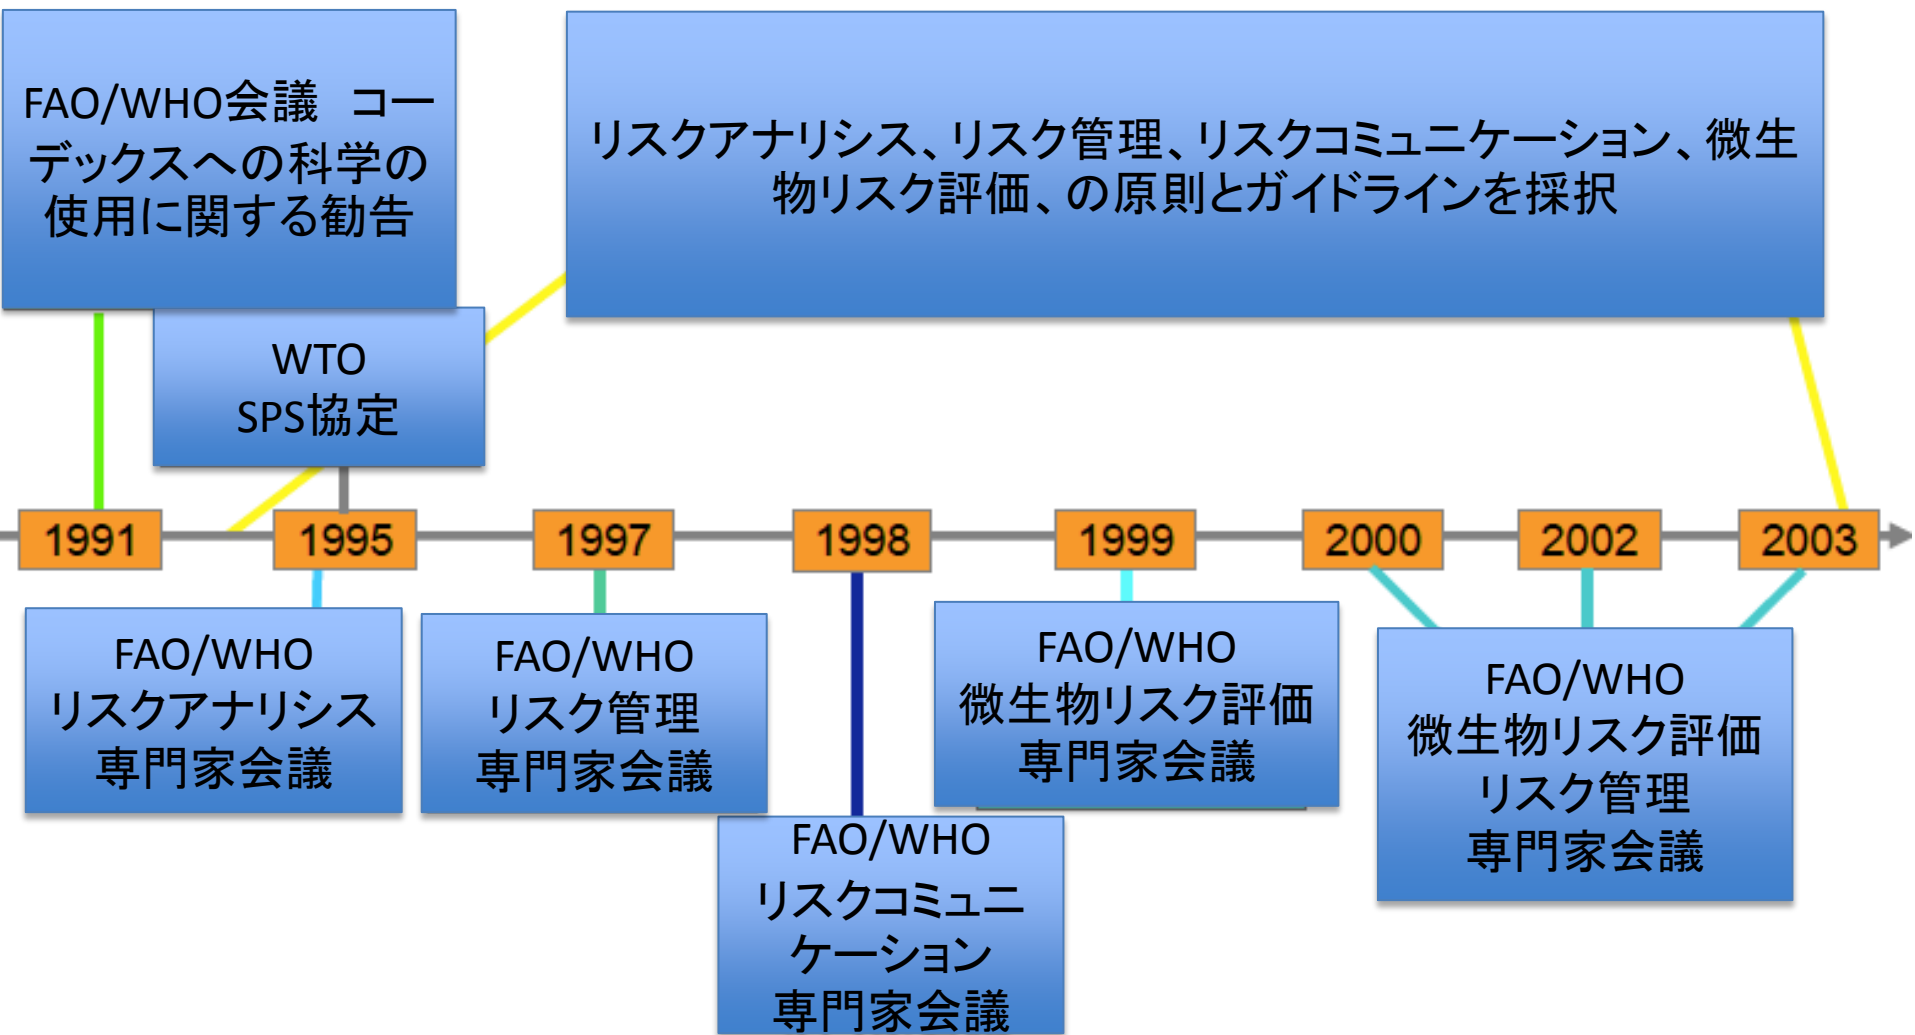 FAO/WHO会議　コー
デックスへの科学の
使用に関する勧告
リスクアナリシス、リスク管理、リスクコミュニケーション、微生
物リスク評価、の原則とガイドラインを採択
WTO
SPS協定
1991
1995
1997
1998
1999
2000
2002
2003
FAO/WHO
リスクアナリシス
専門家会議
FAO/WHO
リスク管理
専門家会議
FAO/WHO
リスクコミュニ
ケーション
専門家会議
FAO/WHO
微生物リスク評価
専門家会議
FAO/WHO
微生物リスク評価
リスク管理
専門家会議